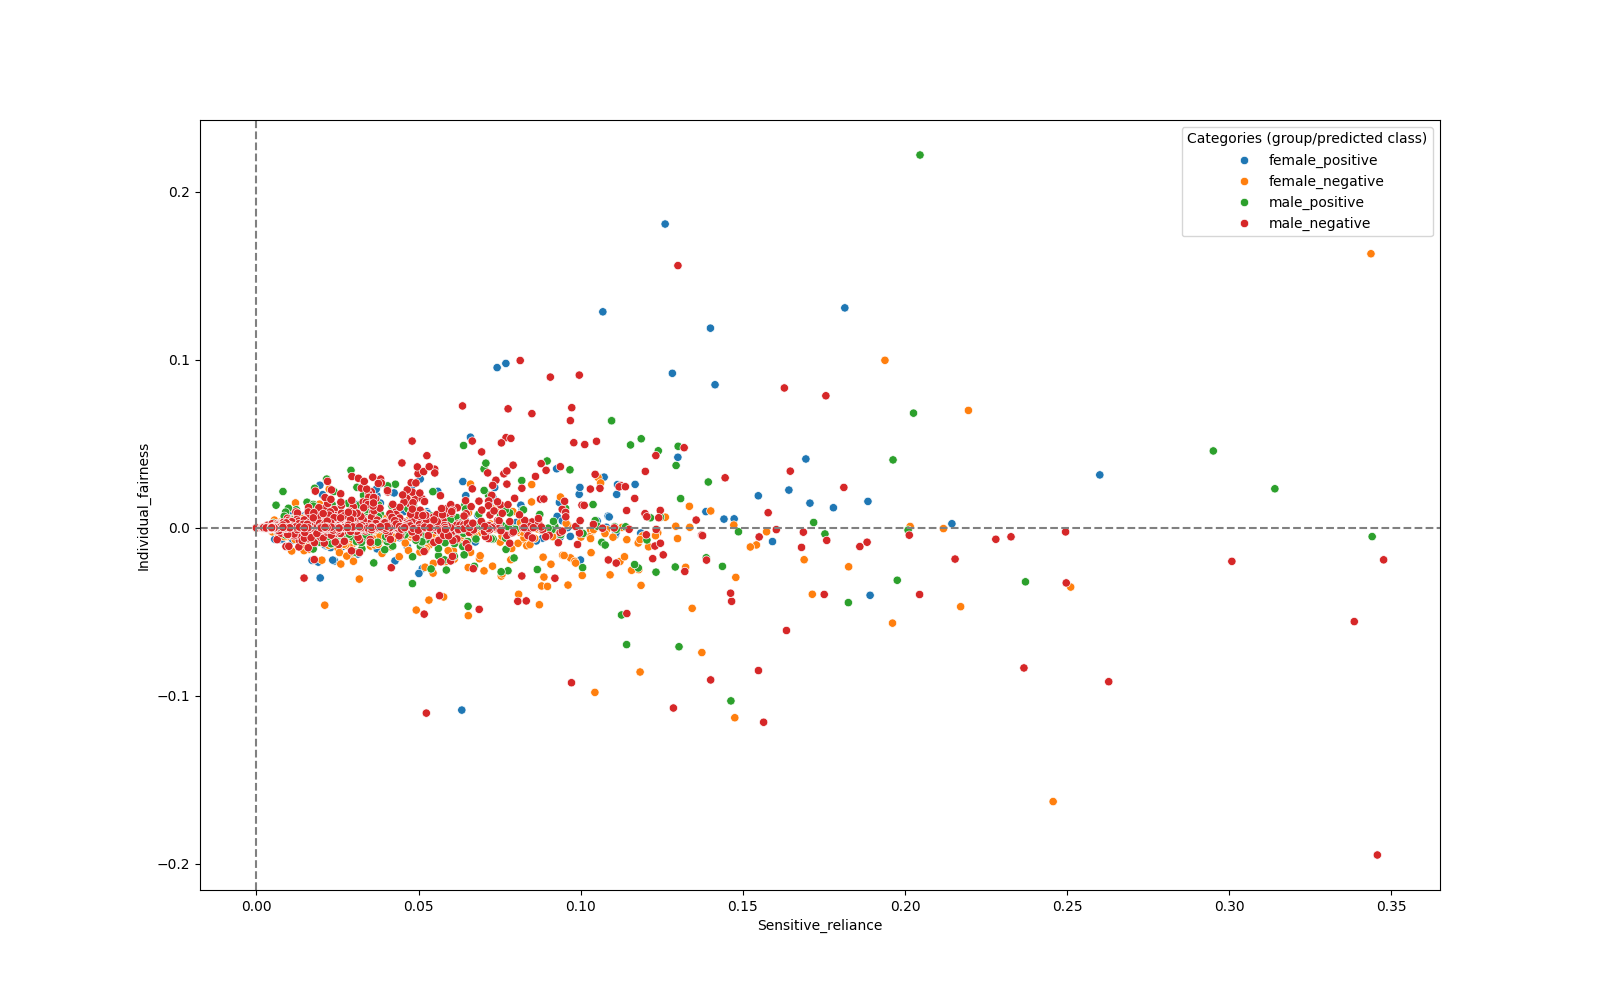 Categories (group/predicted class)
female_positive
female_negative
male_positive
male_negative
0.2
0.1
0.0
−0.1
−0.2
Individual_fairness
0.00 0.05 0.10 0.15 0.20 0.25 0.30 0.35
Sensitive_reliance